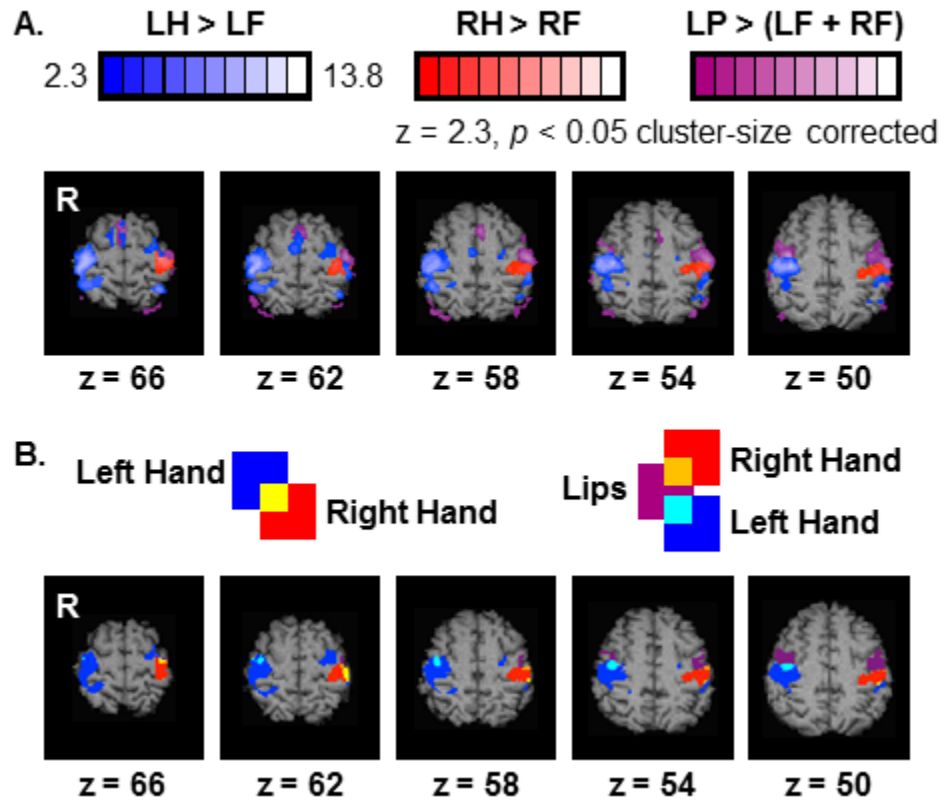 A.
LH > LF
RH > RF
LP > (LF + RF)
2.3
13.8
z = 2.3, p < 0.05 cluster-size corrected
R
z = 66
z = 62
z = 58
z = 54
z = 50
B.
Left Hand
Right Hand
Lips
Right Hand
Left Hand
R
z = 66
z = 62
z = 58
z = 54
z = 50